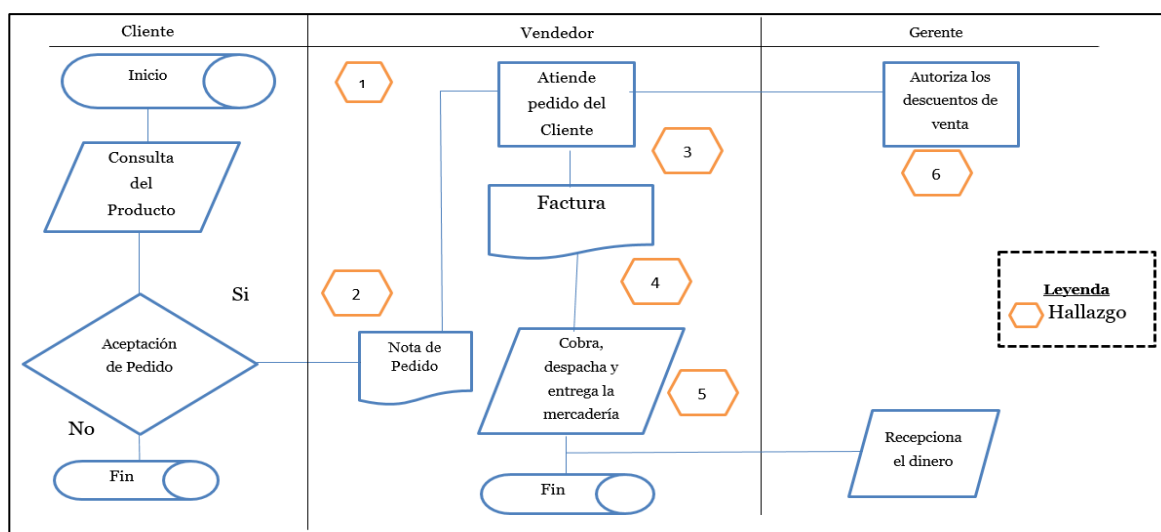 Cliente
Vendedor
Gerente
Inicio
Consulta
del
Producto
Si
Aceptación
de Pedido
No
Fin
1
2
Nota de
Pedido
Atiende
pedido del
Cliente
3
Factura
4
Cobra,
despacha y
entrega la
mercadería
5
Fin
Autoriza los
descuentos de
venta
6
Leyenda
Hallazgo
Recepciona
el dinero